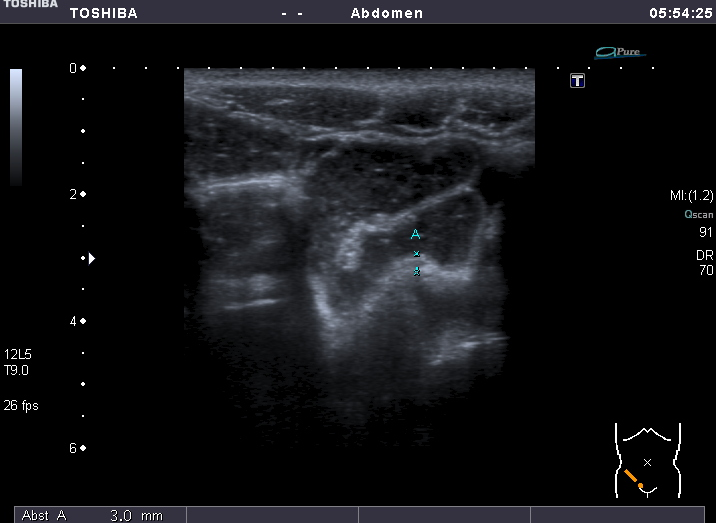 TOSHIBA
TOSHIBA - - Abdomen 05:54:25
aPure
T
0
2
4
6
A
MI:(1.2)
Qscan
91
DR
70
12L5
T9.0
26 fps
Abst A 3.0 mm